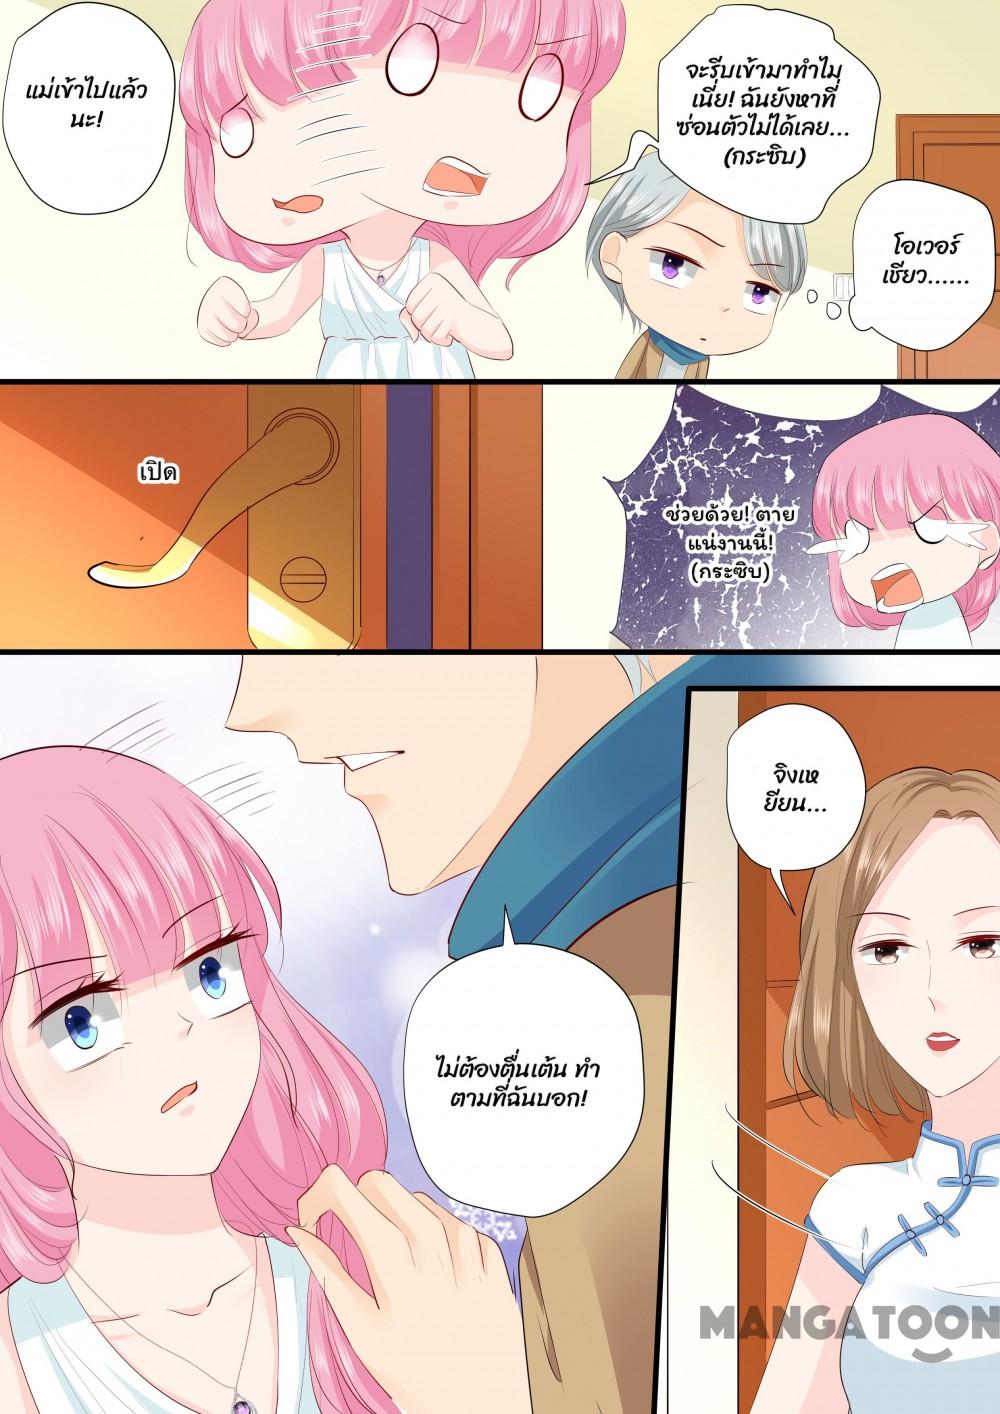 แม่เข้าไปแล้ว
นะ!
จะรีบเข้ามาทำไม
เนี่ย! ฉันยังหาที่
ซ่อนตัวไม่ได้เลย...
(กระซิบ)
โอเวอร์
เชียว......
เปิด
ช่วยด้วย! ตาย
แน่งานนี้!
(กระซิบ)
จิงเห
ยียน...
ไม่ต้องตื่นเต้น ทำ
ตามที่ฉันบอก!
MANGATOON